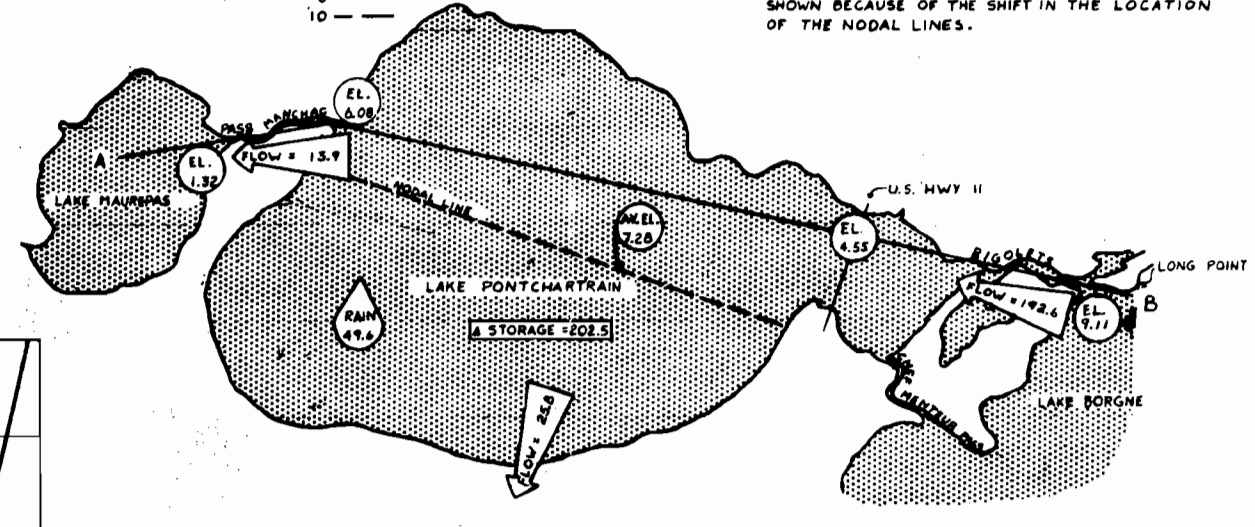 10 — —
SHOWN BECAUSE OF THE SHIFT IN THE LOCATION
OF THE NODAL LINES.
EL.
6.08
PASS MANCHAC
A
EL.
1.32
FLOW = 13.9
LAKE MAUREPAS
NODAL LINE
AV. EL.
7.28
U.S. HWY 11
EL.
4.55
RIGOLETS
LONG POINT
FLOW = 192.6
EL.
9.11
B
LAKE PONTCHARTRAIN
RAIN
49.6
Δ STORAGE = 202.5
FLOW = 25.8
CHEF MENTEUR PASS
LAKE BORGNE